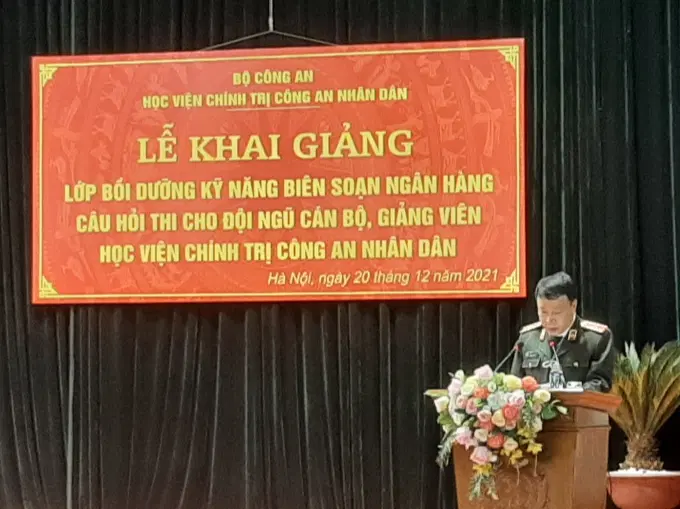 BỘ CÔNG AN
HỌC VIỆN CHÍNH TRỊ CÔNG AN NHÂN DÂN
LỄ KHAI GIẢNG
LỚP BỒI DƯỠNG KỸ NĂNG BIÊN SOẠN NGÂN HÀNG
CÂU HỎI THI CHO ĐỘI NGŨ CÁN BỘ, GIẢNG VIÊN
HỌC VIỆN CHÍNH TRỊ CÔNG AN NHÂN DÂN
Hà Nội, ngày 20 tháng 12 năm 2021